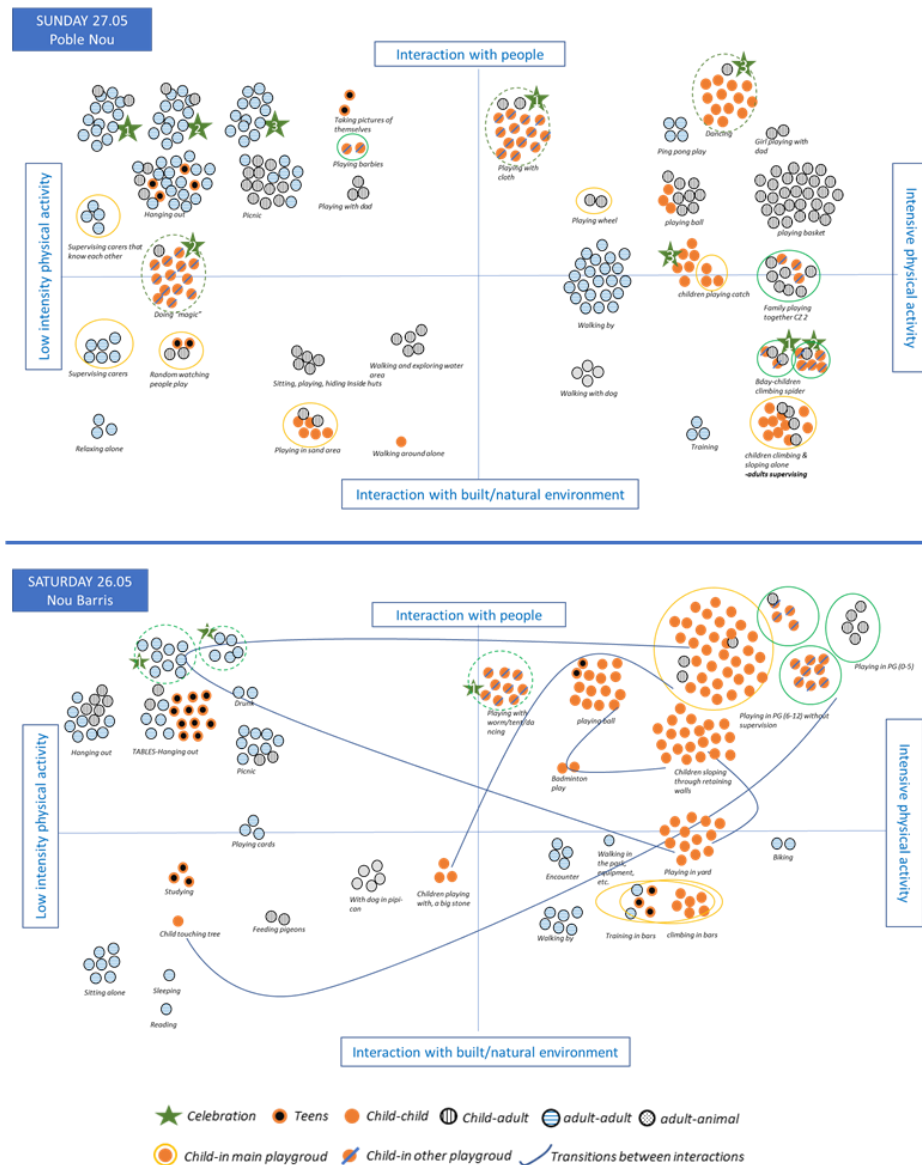 SUNDAY 27.05
Poble Nou
Interaction with people
Low intensity physical activity
Intensive physical activity
1
2
3
1
3
Taking pictures of
themselves
Playing barbies
Playing with
cloth
Dancing
Ping pong play
Girl playing with
dad
Hanging out
Picnic
Playing with dad
Playing wheel
playing ball
playing basket
Supervising carers that
know each other
2
3
Doing "magic"
Walking by
children playing catch
Family playing
together CZ 2
Supervising carers
Random watching
people play
Sitting, playing, hiding inside huts
Walking and exploring water
area
Walking with dog
1
2
Bday-children
climbing spider
Relaxing alone
Playing in sand area
Walking around alone
Training
children climbing &
sloping alone
-adults supervising
Interaction with built/natural environment
SATURDAY 26.05
Nou Barris
Interaction with people
Low intensity physical activity
Intensive physical activity
Drunk
Playing with
worm/tent/da
ncing
playing ball
Playing in PG (0-5)
Playing in PG (6-12) without
supervision
Hanging out
TABLES-Hanging out
Picnic
Badminton
play
Children sloping
through retaining
walls
Playing cards
Studying
With dog in pipi-
can
Children playing
with, a big stone
Encounter
Walking in
the park,
equipment,
etc.
Playing in yard
Biking
Child touching tree
Feeding pigeons
Walking by
Training in bars
climbing in bars
Sitting alone
Sleeping
Reading
Interaction with built/natural environment
Celebration
Teens
Child-child
Child-adult
adult-adult
adult-animal
Child-in main playgroud
Child-in other playgroud
Transitions between interactions